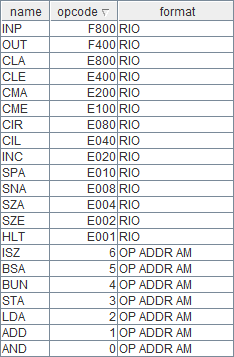 name opcode ▽ format
INP F800 RIO
OUT F400 RIO
CLA E800 RIO
CLE E400 RIO
CMA E200 RIO
CME E100 RIO
CIR E080 RIO
CIL E040 RIO
INC E020 RIO
SPA E010 RIO
SNA E008 RIO
SZA E004 RIO
SZE E002 RIO
HLT E001 RIO
ISZ 6 OP ADDR AM
BSA 5 OP ADDR AM
BUN 4 OP ADDR AM
STA 3 OP ADDR AM
LDA 2 OP ADDR AM
ADD 1 OP ADDR AM
AND 0 OP ADDR AM